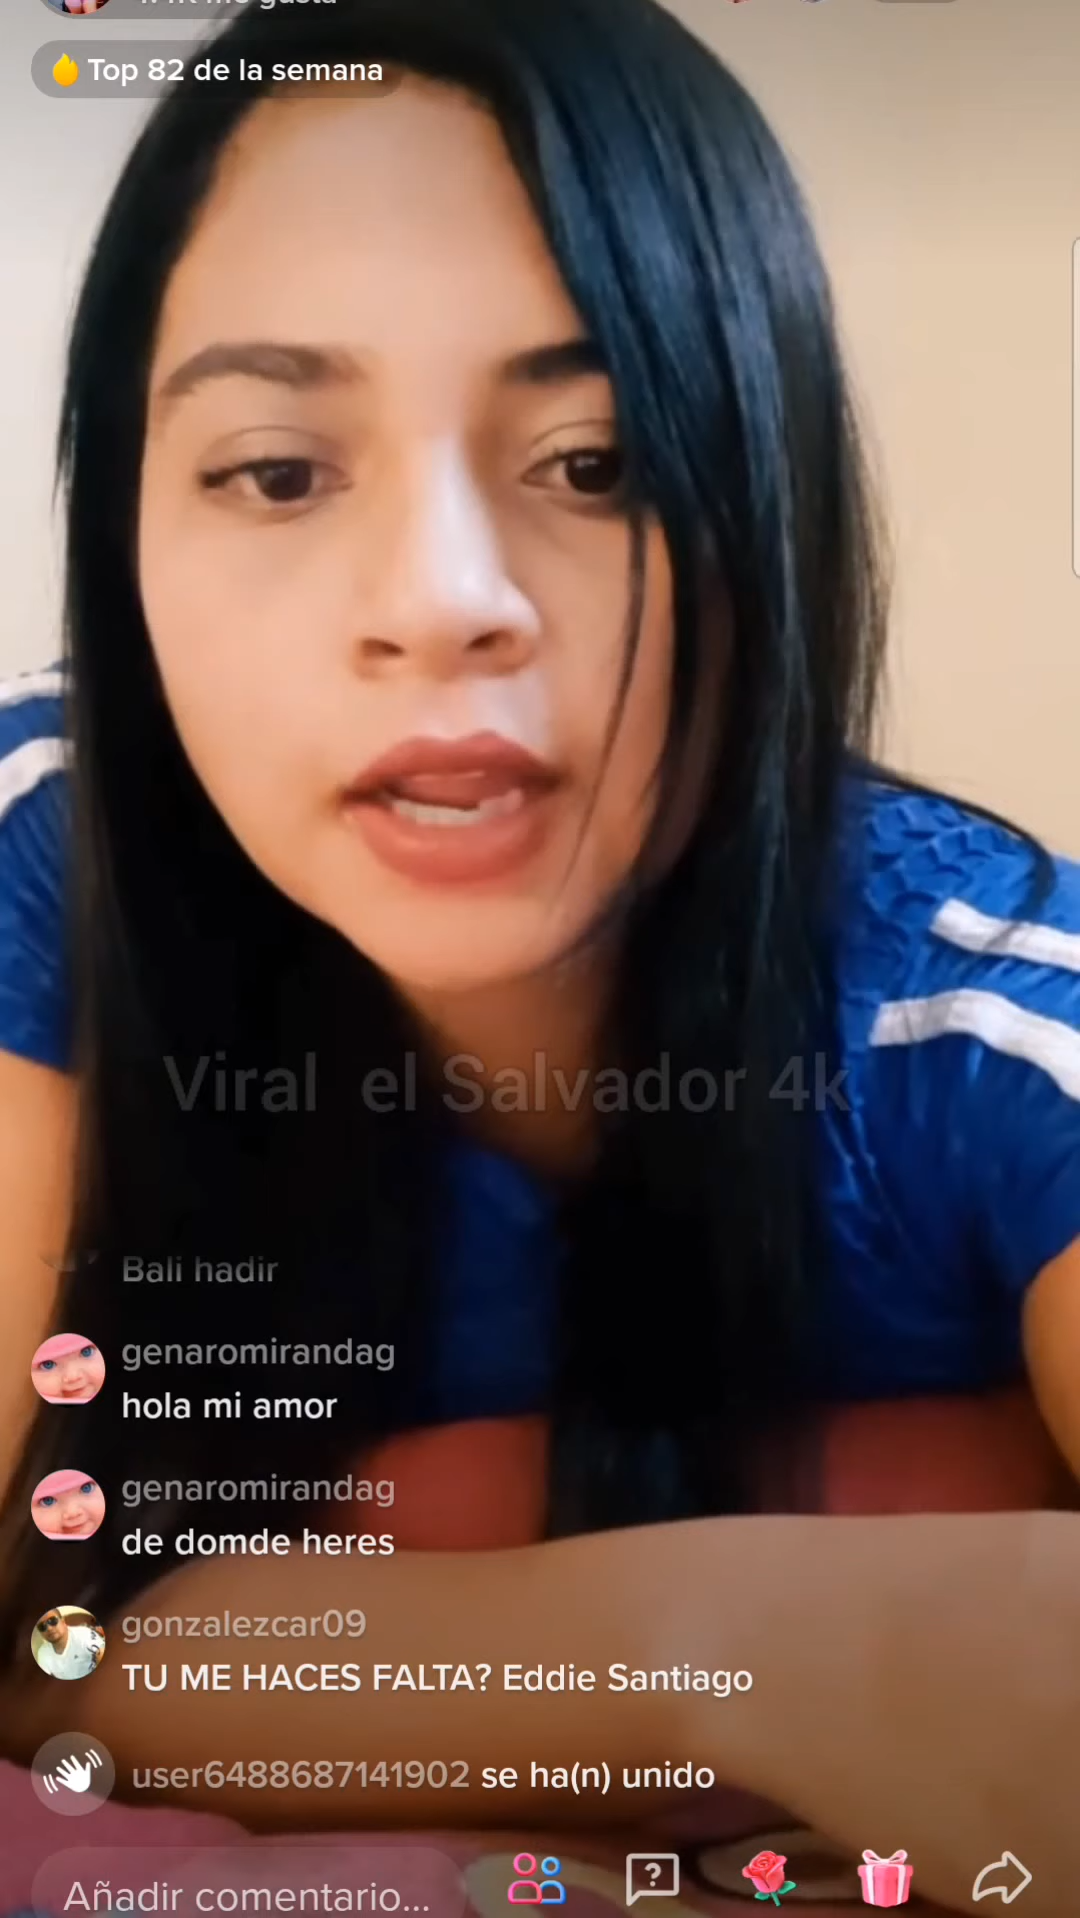 Top 82 de la semana
Viral el Salvador 4k
Bali hadir
genaromirandag
hola mi amor
genaromirandag
de domde heres
gonzalezcar09
TU ME HACES FALTA? Eddie Santiago
user6488687141902 se ha(n) unido
?
Añadir comentario...